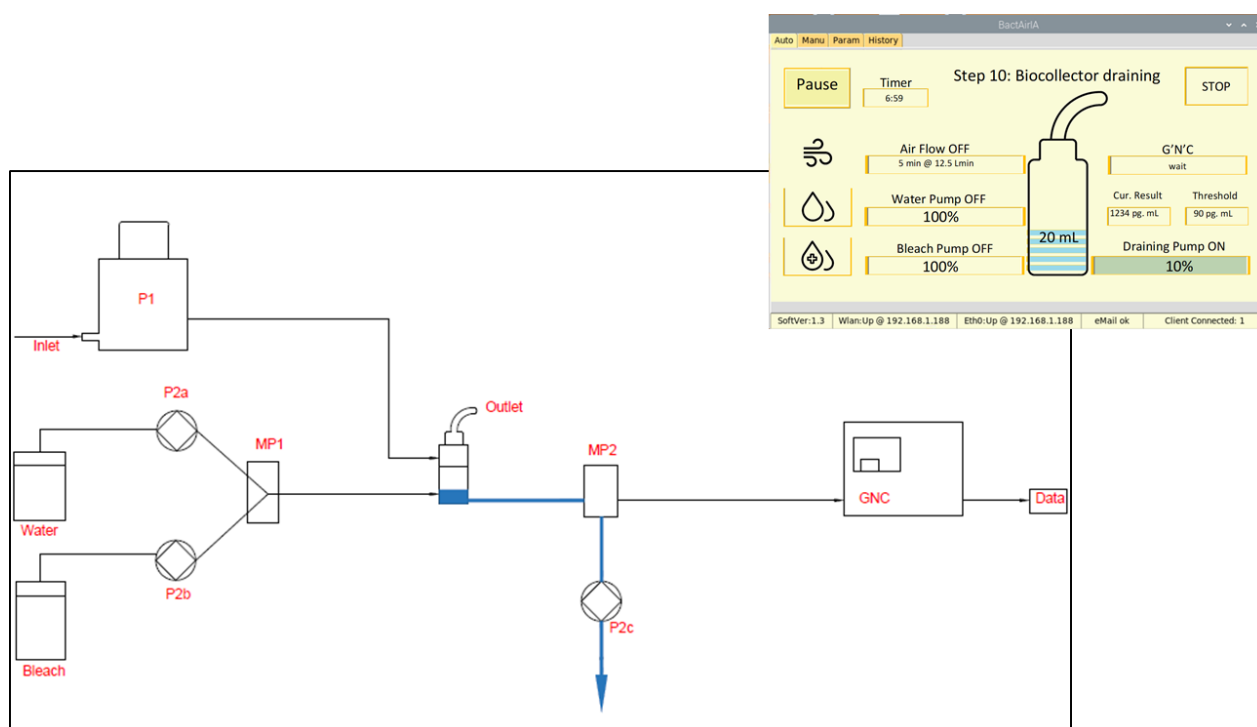 BactAirIA
Auto Manu Param History
Pause
Timer
6:59
Step 10: Biocollector draining
STOP
Air Flow OFF
5 min @ 12.5 Lmin
G'N'C
wait
Water Pump OFF
100%
Cur. Result
1234 pg. mL
Threshold
90 pg. mL
20 mL
Bleach Pump OFF
100%
Draining Pump ON
10%
SoftVer:1.3 Wlan:Up @ 192.168.1.188 Eth0:Up @ 192.168.1.188 eMail ok Client Connected: 1
P1
Inlet
P2a
Outlet
MP1
MP2
GNC
Data
Water
P2b
P2c
Bleach